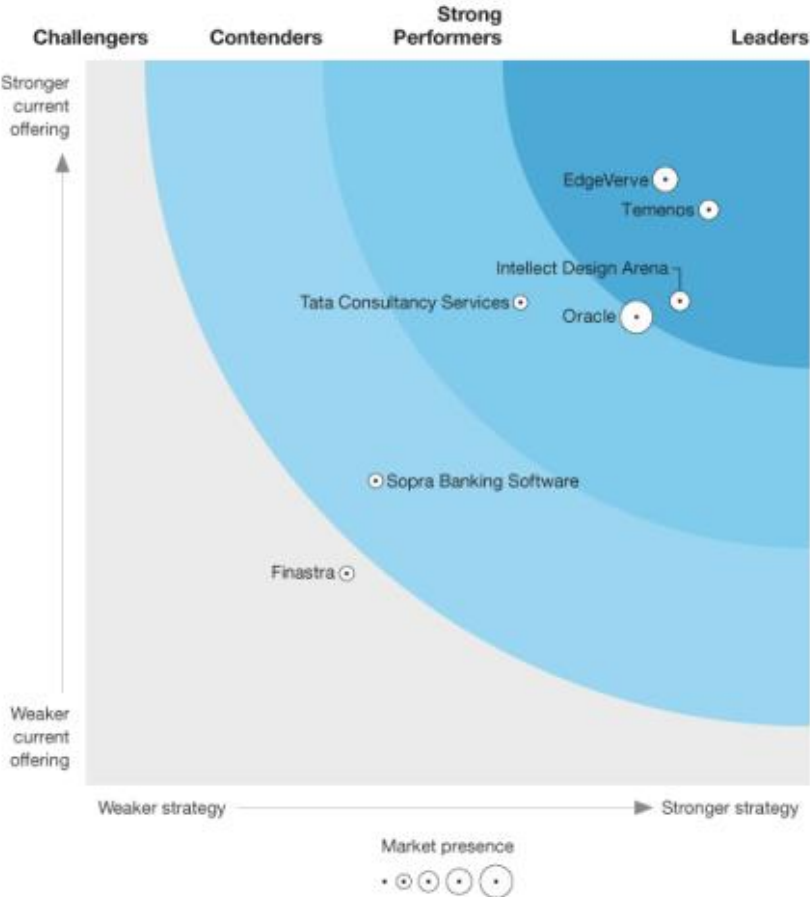 Challengers
Contenders
Strong
Performers
Leaders
Stronger
current
offering
EdgeVerve
Temenos
Intellect Design Arena
Tata Consultancy Services
Oracle
Sopra Banking Software
Finastra
Weaker
current
offering
Weaker strategy
Stronger strategy
Market presence